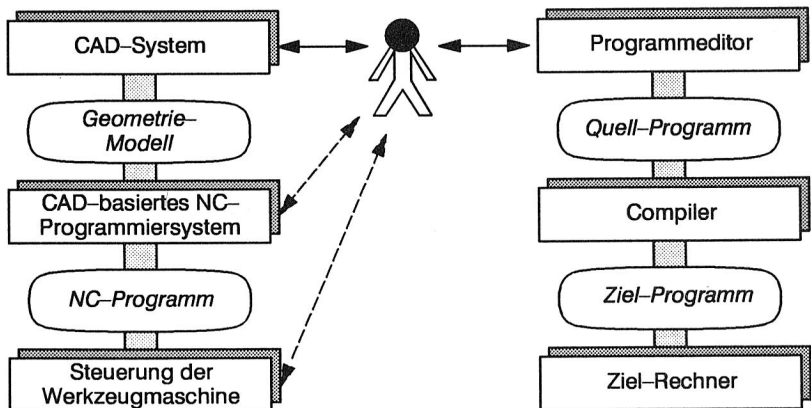 CAD–System
Geometrie–
Modell
CAD–basiertes NC–
Programmiersystem
NC–Programm
Steuerung der
Werkzeugmaschine
Programmeditor
Quell–Programm
Compiler
Ziel–Programm
Ziel–Rechner